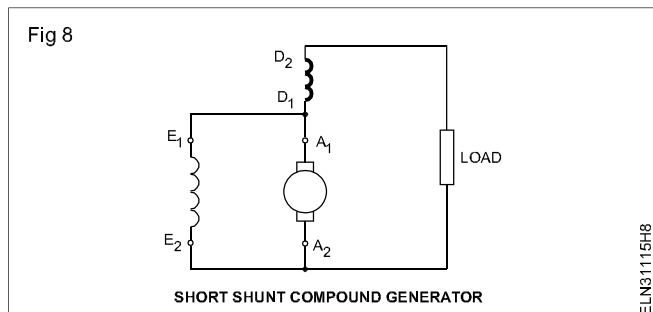 Fig 8
D2
D1
E1
A1
LOAD
E2
A2
SHORT SHUNT COMPOUND GENERATOR
ELN31115H8